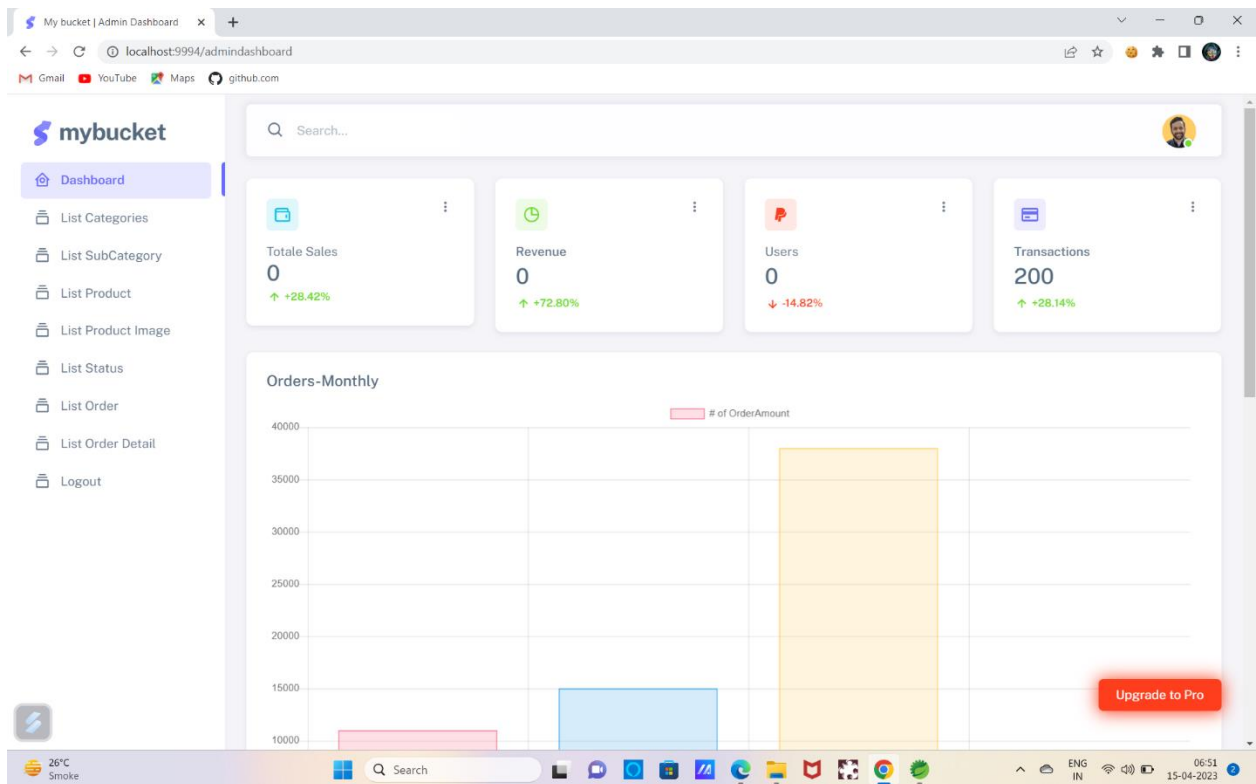 My bucket | Admin Dashboard
localhost:9994/admindashboard
Gmail YouTube Maps github.com
mybucket
Search...
Dashboard
List Categories
List SubCategory
List Product
List Product Image
List Status
List Order
List Order Detail
Logout
Totale Sales
0
+28.42%
Revenue
0
+72.80%
Users
0
-14.82%
Transactions
200
+28.14%
Orders-Monthly
# of OrderAmount
40000
35000
30000
25000
20000
15000
10000
Upgrade to Pro
26°C
Smoke
Search
ENG
IN
06:51
15-04-2023
2